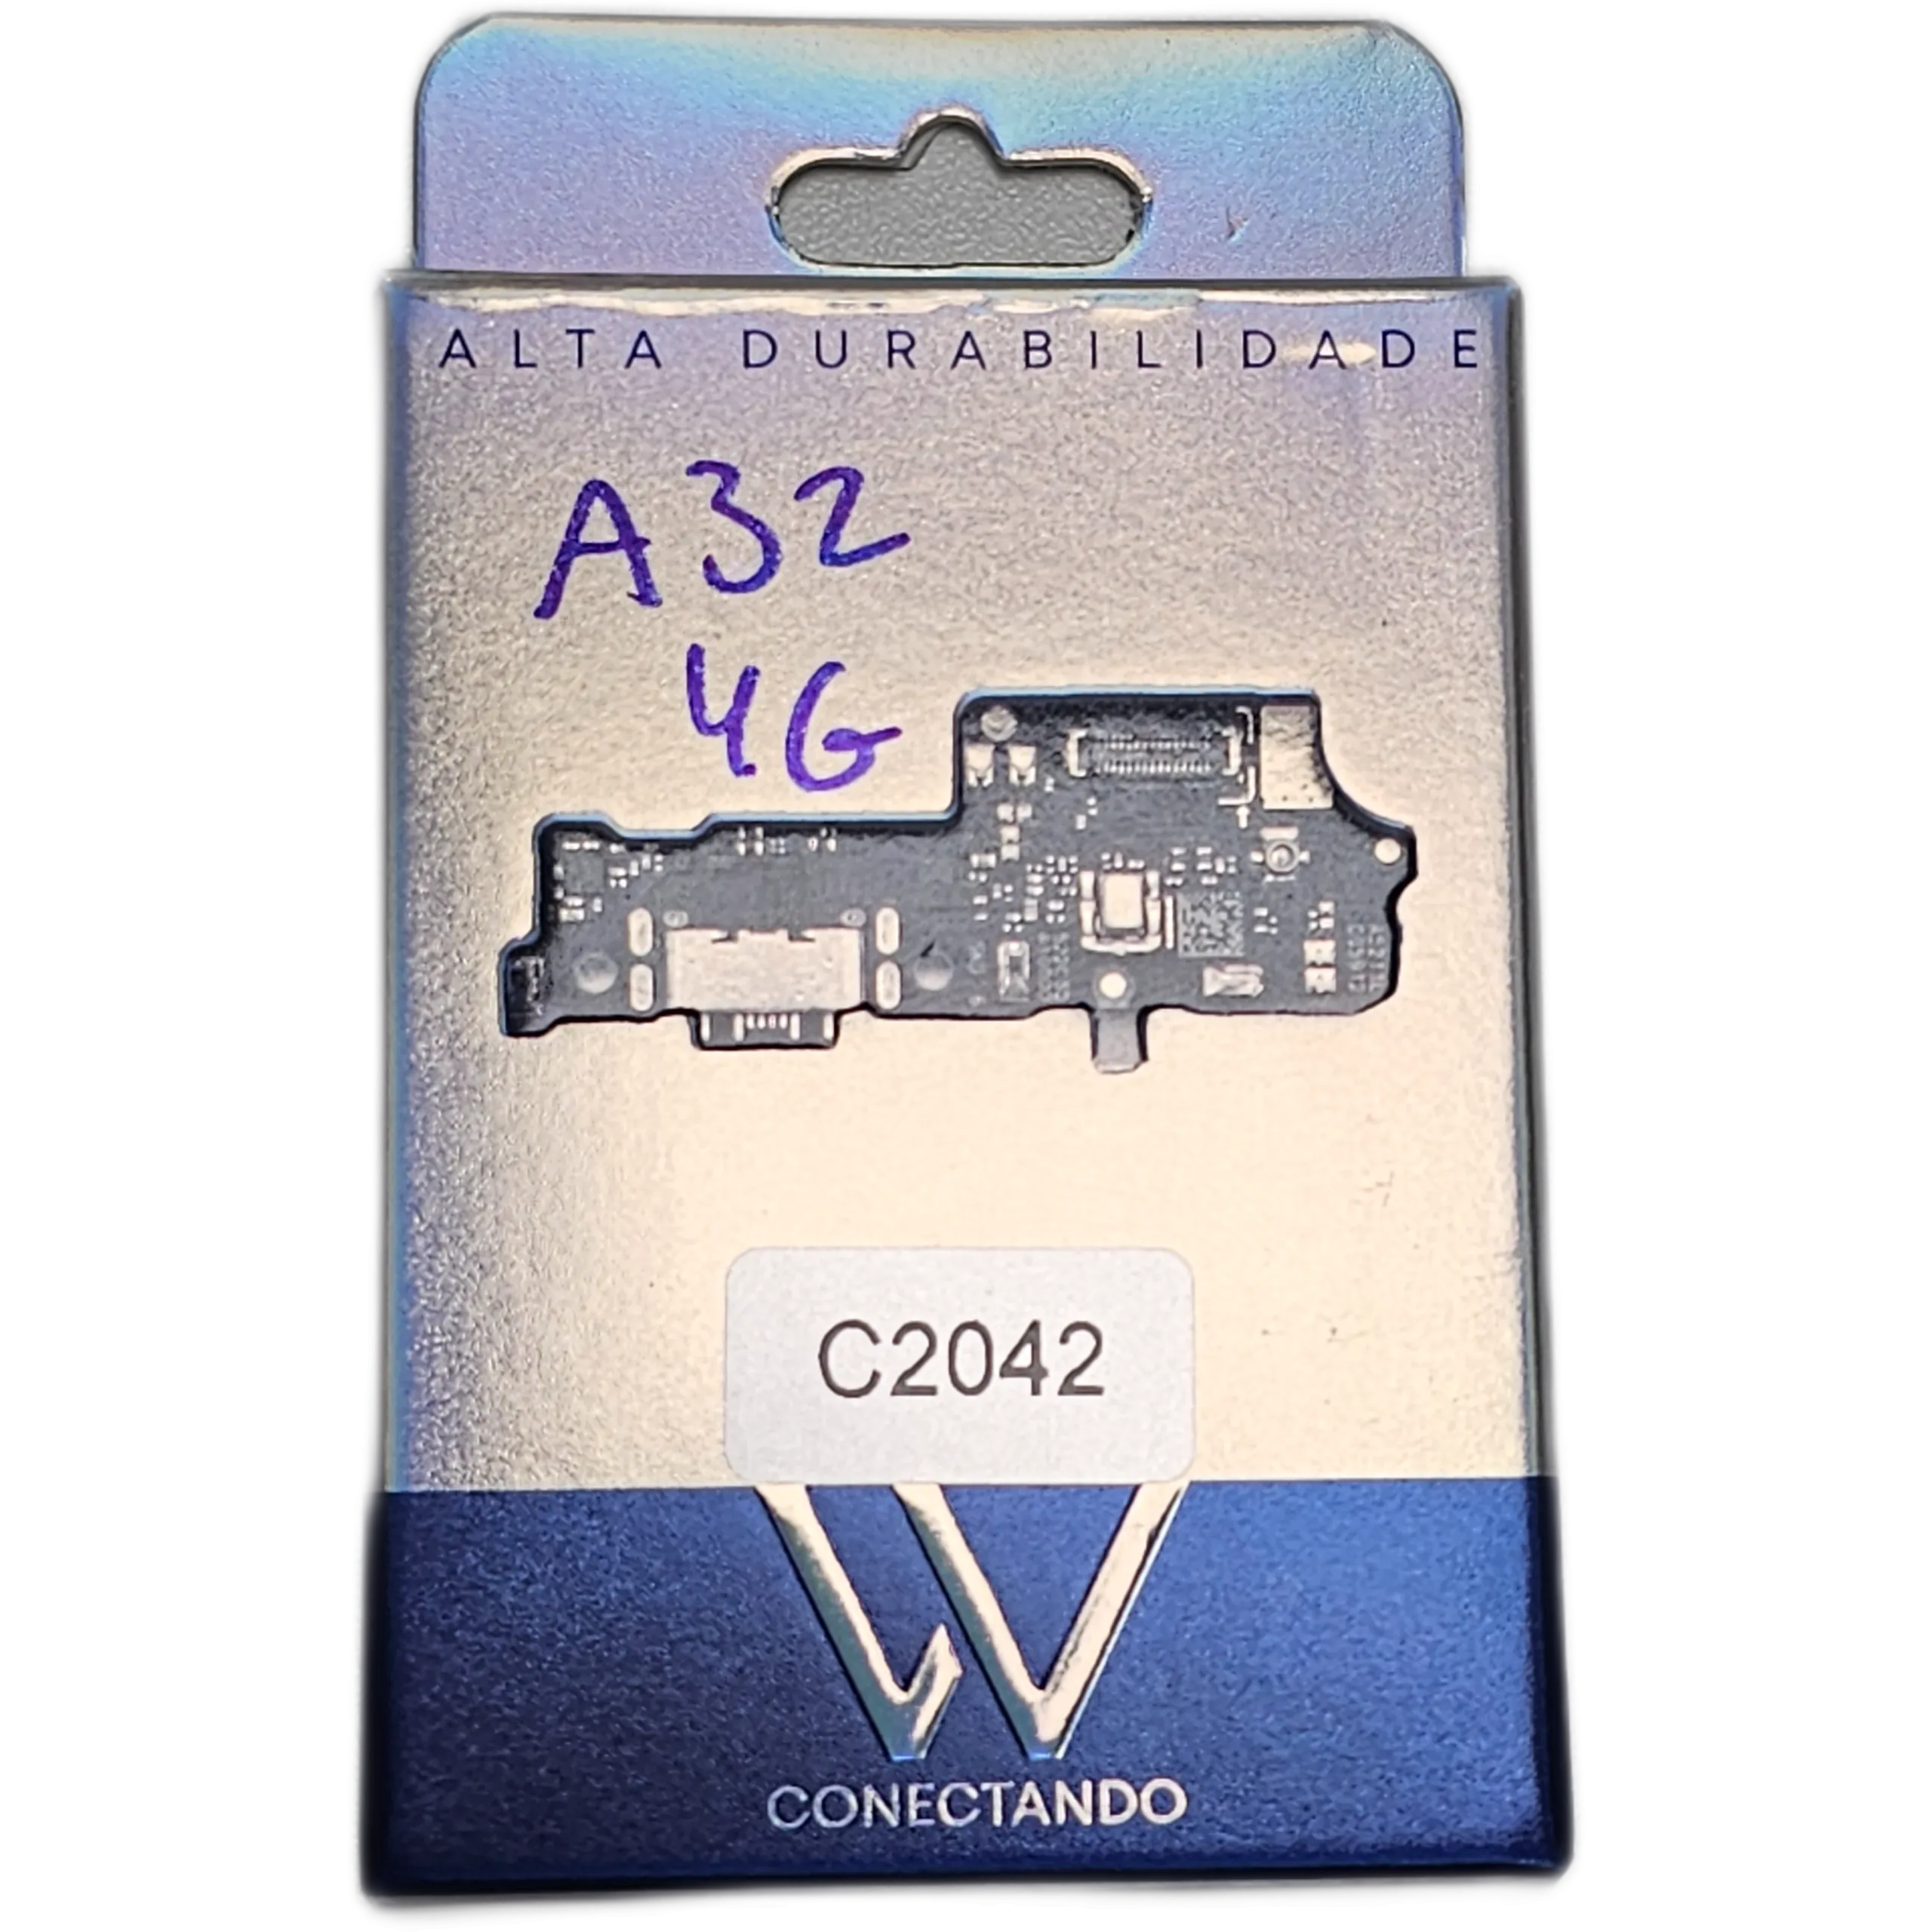 ALTA DURABILIDADE
A32
4G
C2042
W
CONECTANDO